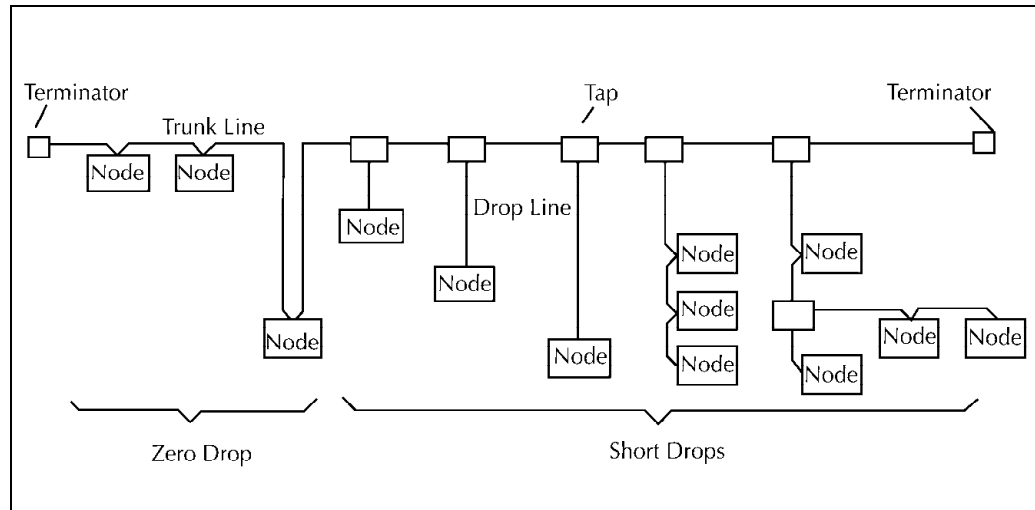 Terminator
Tap
Terminator
Trunk Line
Node
Node
Node
Drop Line
Node
Node
Node
Node
Node
Node
Node
Node
Node
Node
Node
Zero Drop
Short Drops